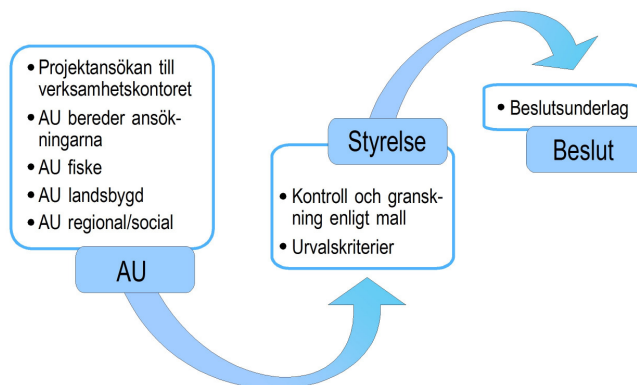 • Projektansökan till
verksamhetskontoret
• AU bereder ansök-
ningarna
• AU fiske
• AU landsbygd
• AU regional/social
AU
Styrelse
• Kontroll och gransk-
ning enligt mall
• Urvalskriterier
• Beslutsunderlag
Beslut